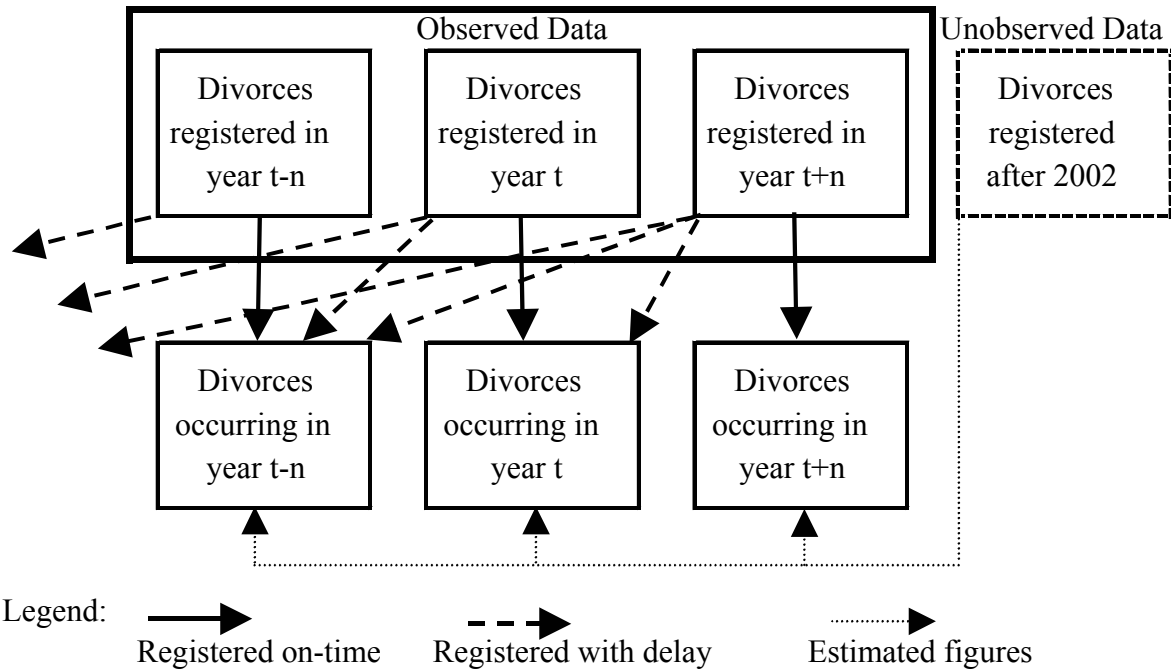 Observed Data
Unobserved Data
Divorces
registered in
year t-n
Divorces
registered in
year t
Divorces
registered in
year t+n
Divorces
registered
after 2002
Divorces
occurring in
year t-n
Divorces
occurring in
year t
Divorces
occurring in
year t+n
Legend:
Registered on-time
Registered with delay
Estimated figures